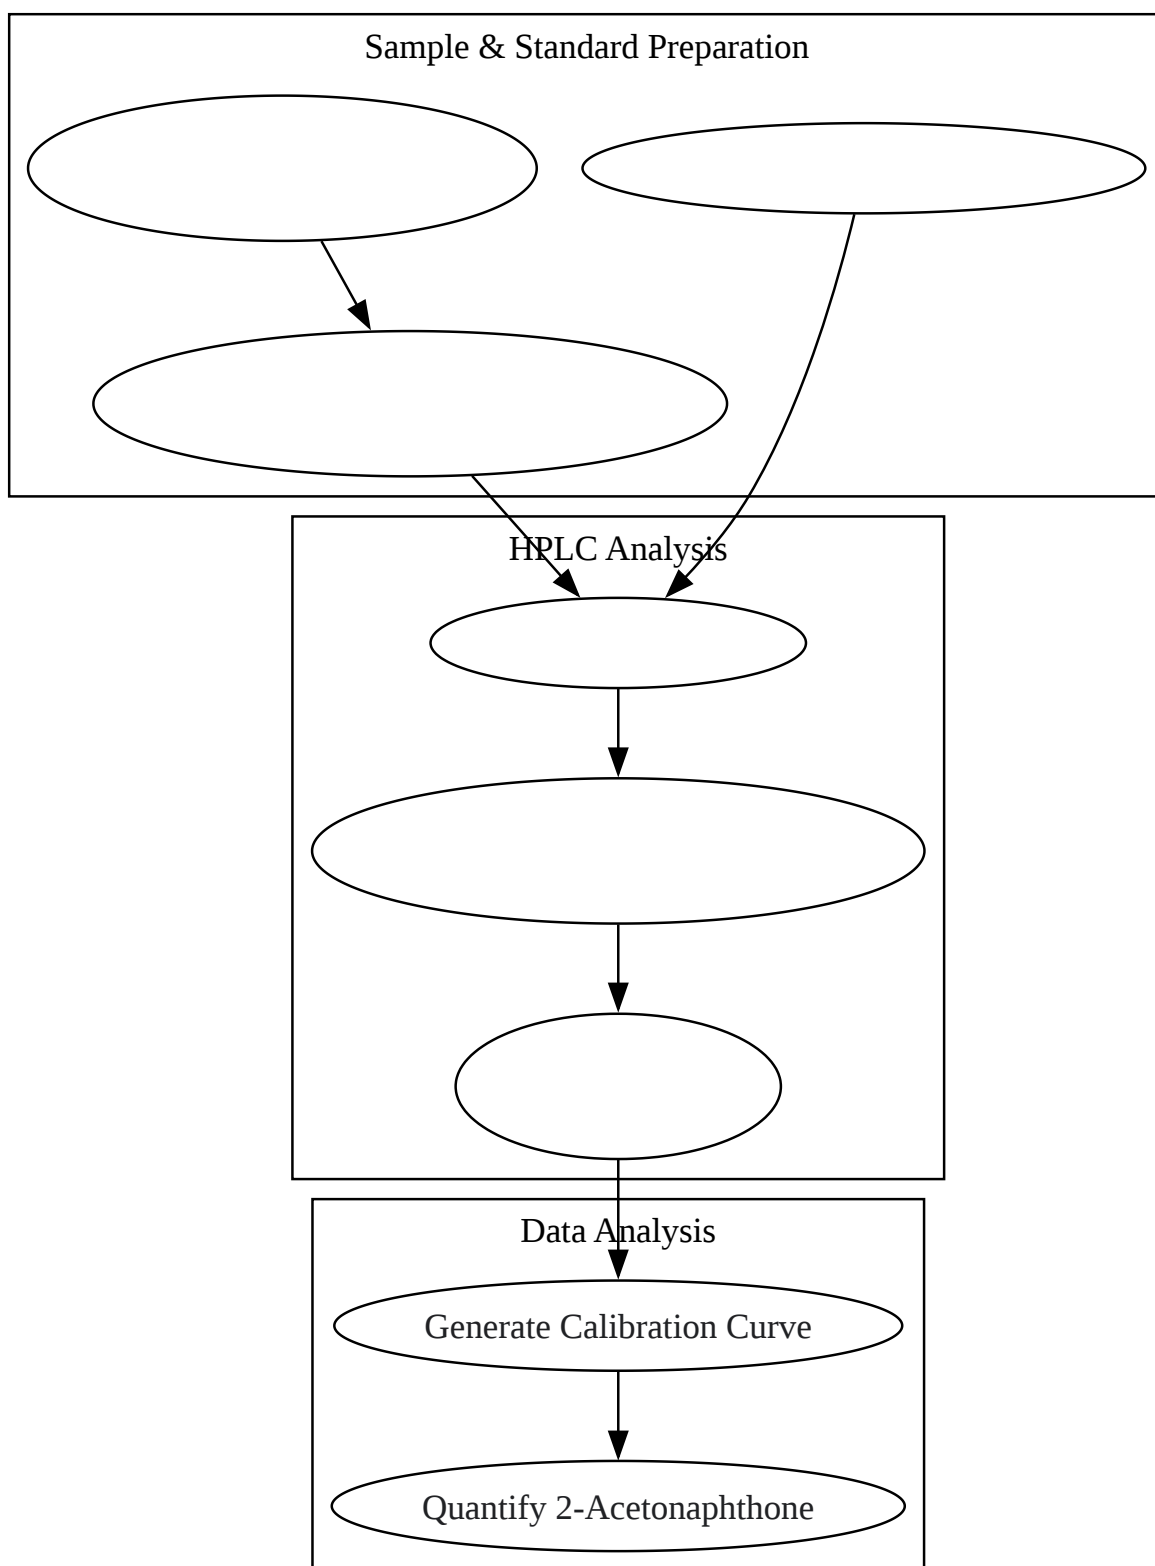 Sample & Standard Preparation
HPLC Analysis
Data Analysis
Generate Calibration Curve
Quantify 2-Acetonaphthone